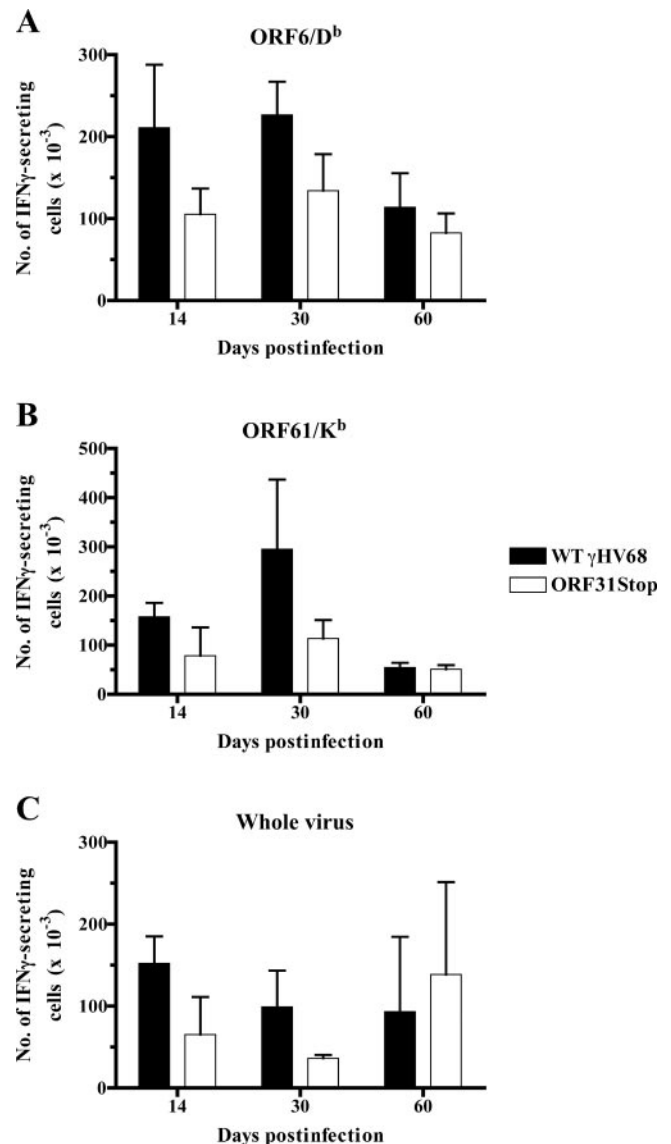 A
ORF6/Dᵇ
No. of IFNγ-secreting
cells (x 10⁻³)
300
200
100
0
14 30 60
Days postinfection
B
ORF61/Kᵇ
No. of IFNγ-secreting
cells (x 10⁻³)
500
400
300
200
100
0
14 30 60
Days postinfection
WT γHV68
ORF31Stop
C
Whole virus
No. of IFNγ-secreting
cells (x 10⁻³)
300
200
100
0
14 30 60
Days postinfection